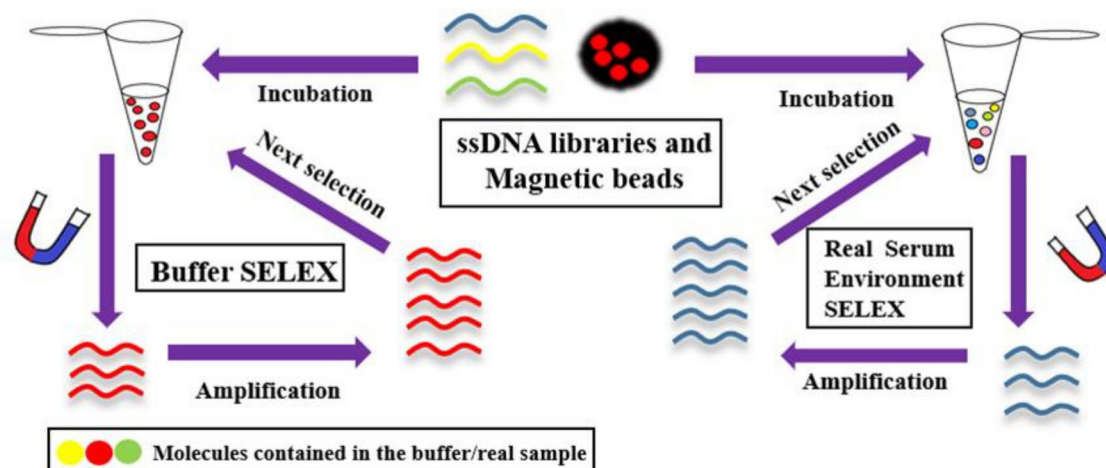 Incubation
Incubation
ssDNA libraries and
Magnetic beads
Next selection
Next selection
Buffer SELEX
Real Serum
Environment
SELEX
Amplification
Amplification
Molecules contained in the buffer/real sample